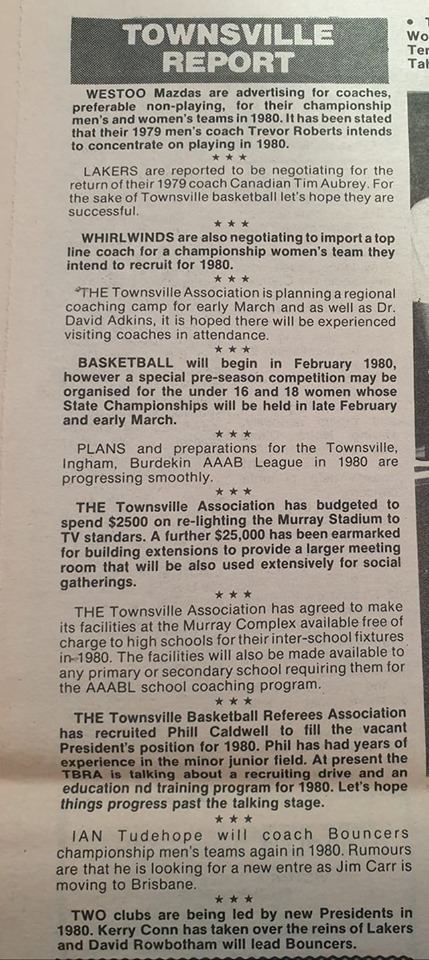 TOWNSVILLE
REPORT
WESTOO Mazdas are advertising for coaches,
preferable non-playing, for their championship
men's and women's teams in 1980. It has been stated
that their 1979 men's coach Trevor Roberts intends
to concentrate on playing in 1980.
★ ★ ★
LAKERS are reported to be negotiating for the
return of their 1979 coach Canadian Tim Aubrey. For
the sake of Townsville basketball let's hope they are
successful.
★ ★ ★
WHIRLWINDS are also negotiating to import a top
line coach for a championship women's team they
intend to recruit for 1980.
★ ★ ★
THE Townsville Association is planning a regional
coaching camp for early March and as well as Dr.
David Adkins, it is hoped there will be experienced
visiting coaches in attendance.
★ ★ ★
BASKETBALL will begin in February 1980,
however a special pre-season competition may be
organised for the under 16 and 18 women whose
State Championships will be held in late February
and early March.
★ ★ ★
PLANS and preparations for the Townsville,
Ingham, Burdekin AAAB League in 1980 are
progressing smoothly.
★ ★ ★
THE Townsville Association has budgeted to
spend $2500 on re-lighting the Murray Stadium to
TV standars. A further $25,000 has been earmarked
for building extensions to provide a larger meeting
room that will be also used extensively for social
gatherings.
★ ★ ★
THE Townsville Association has agreed to make
its facilities at the Murray Complex available free of
charge to high schools for their inter-school fixtures
in 1980. The facilities will also be made available to
any primary or secondary school requiring them for
the AAABL school coaching program.
★ ★ ★
THE Townsville Basketball Referees Association
has recruited Phill Caldwell to fill the vacant
President's position for 1980. Phil has had years of
experience in the minor junior field. At present the
TBRA is talking about a recruiting drive and an
education nd training program for 1980. Let's hope
things progress past the talking stage.
★ ★ ★
IAN Tudehope will coach Bouncers
championship men's teams again in 1980. Rumours
are that he is looking for a new entre as Jim Carr is
moving to Brisbane.
★ ★ ★
TWO clubs are being led by new Presidents in
1980. Kerry Conn has taken over the reins of Lakers
and David Rowbotham will lead Bouncers.